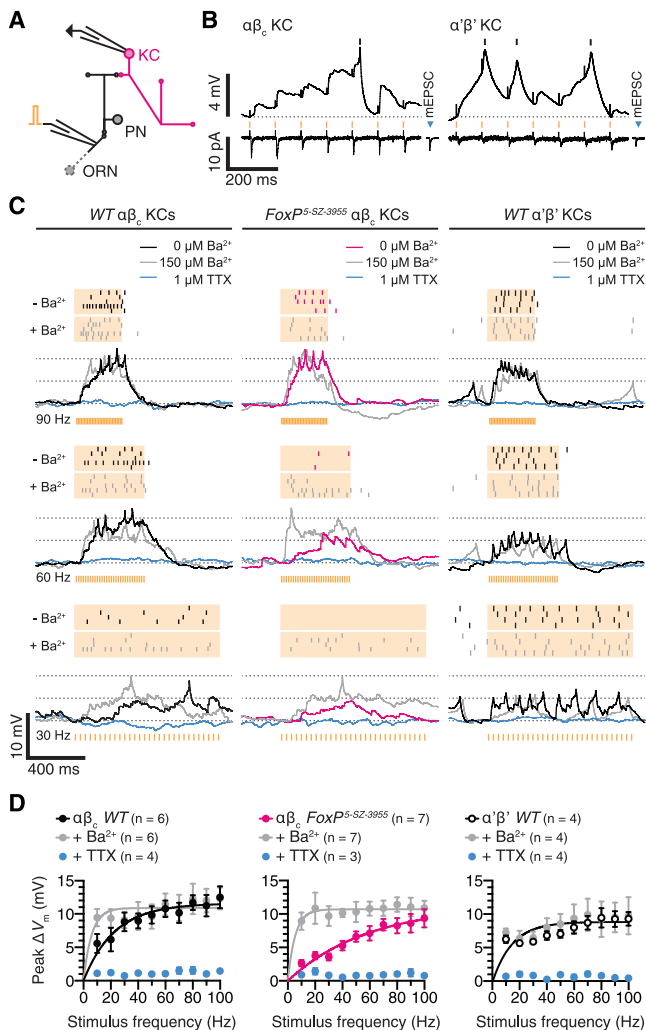 A
KC
PN
ORN
B
αβc KC
α'β' KC
4 mV
mEPSC
mEPSC
10 pA
200 ms
C
WT αβc KCs
FoxP5-SZ-3955 αβc KCs
WT α'β' KCs
0 µM Ba2+
150 µM Ba2+
1 µM TTX
0 µM Ba2+
150 µM Ba2+
1 µM TTX
0 µM Ba2+
150 µM Ba2+
1 µM TTX
- Ba2+
+ Ba2+
90 Hz
- Ba2+
+ Ba2+
60 Hz
- Ba2+
+ Ba2+
10 mV
30 Hz
400 ms
D
αβc WT (n = 6)
+ Ba2+ (n = 6)
+ TTX (n = 4)
αβc FoxP5-SZ-3955 (n = 7)
+ Ba2+ (n = 7)
+ TTX (n = 3)
α'β' WT (n = 4)
+ Ba2+ (n = 4)
+ TTX (n = 4)
Peak ΔVm (mV)
15
10
5
0
0 20 40 60 80 100
Stimulus frequency (Hz)
15
10
5
0
0 20 40 60 80 100
Stimulus frequency (Hz)
15
10
5
0
0 20 40 60 80 100
Stimulus frequency (Hz)